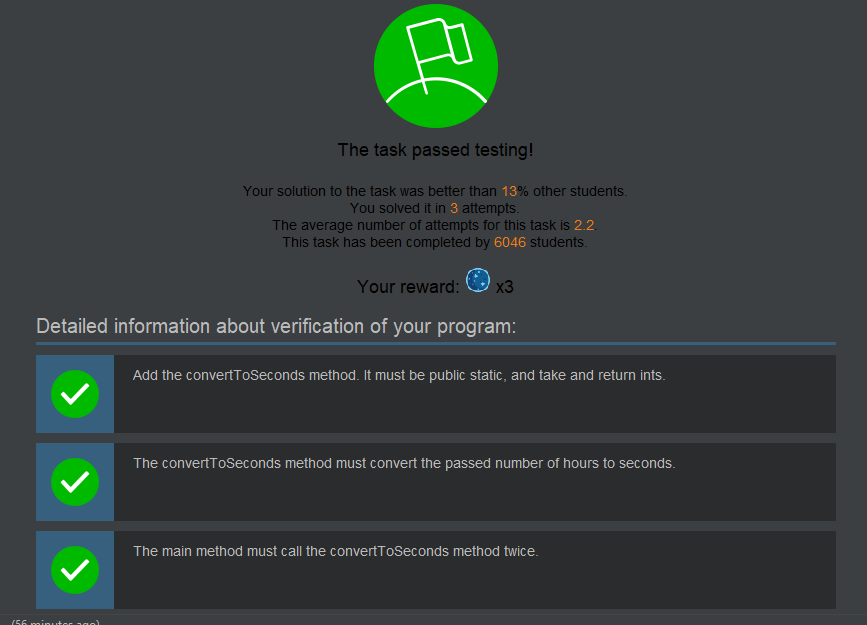 The task passed testing!
Your solution to the task was better than 13% other students.
You solved it in 3 attempts.
The average number of attempts for this task is 2.2
This task has been completed by 6046 students.
Your reward: x3
Detailed information about verification of your program:
Add the convertToSeconds method. It must be public static, and take and return ints.
The convertToSeconds method must convert the passed number of hours to seconds.
The main method must call the convertToSeconds method twice.
(56 minutes ago)